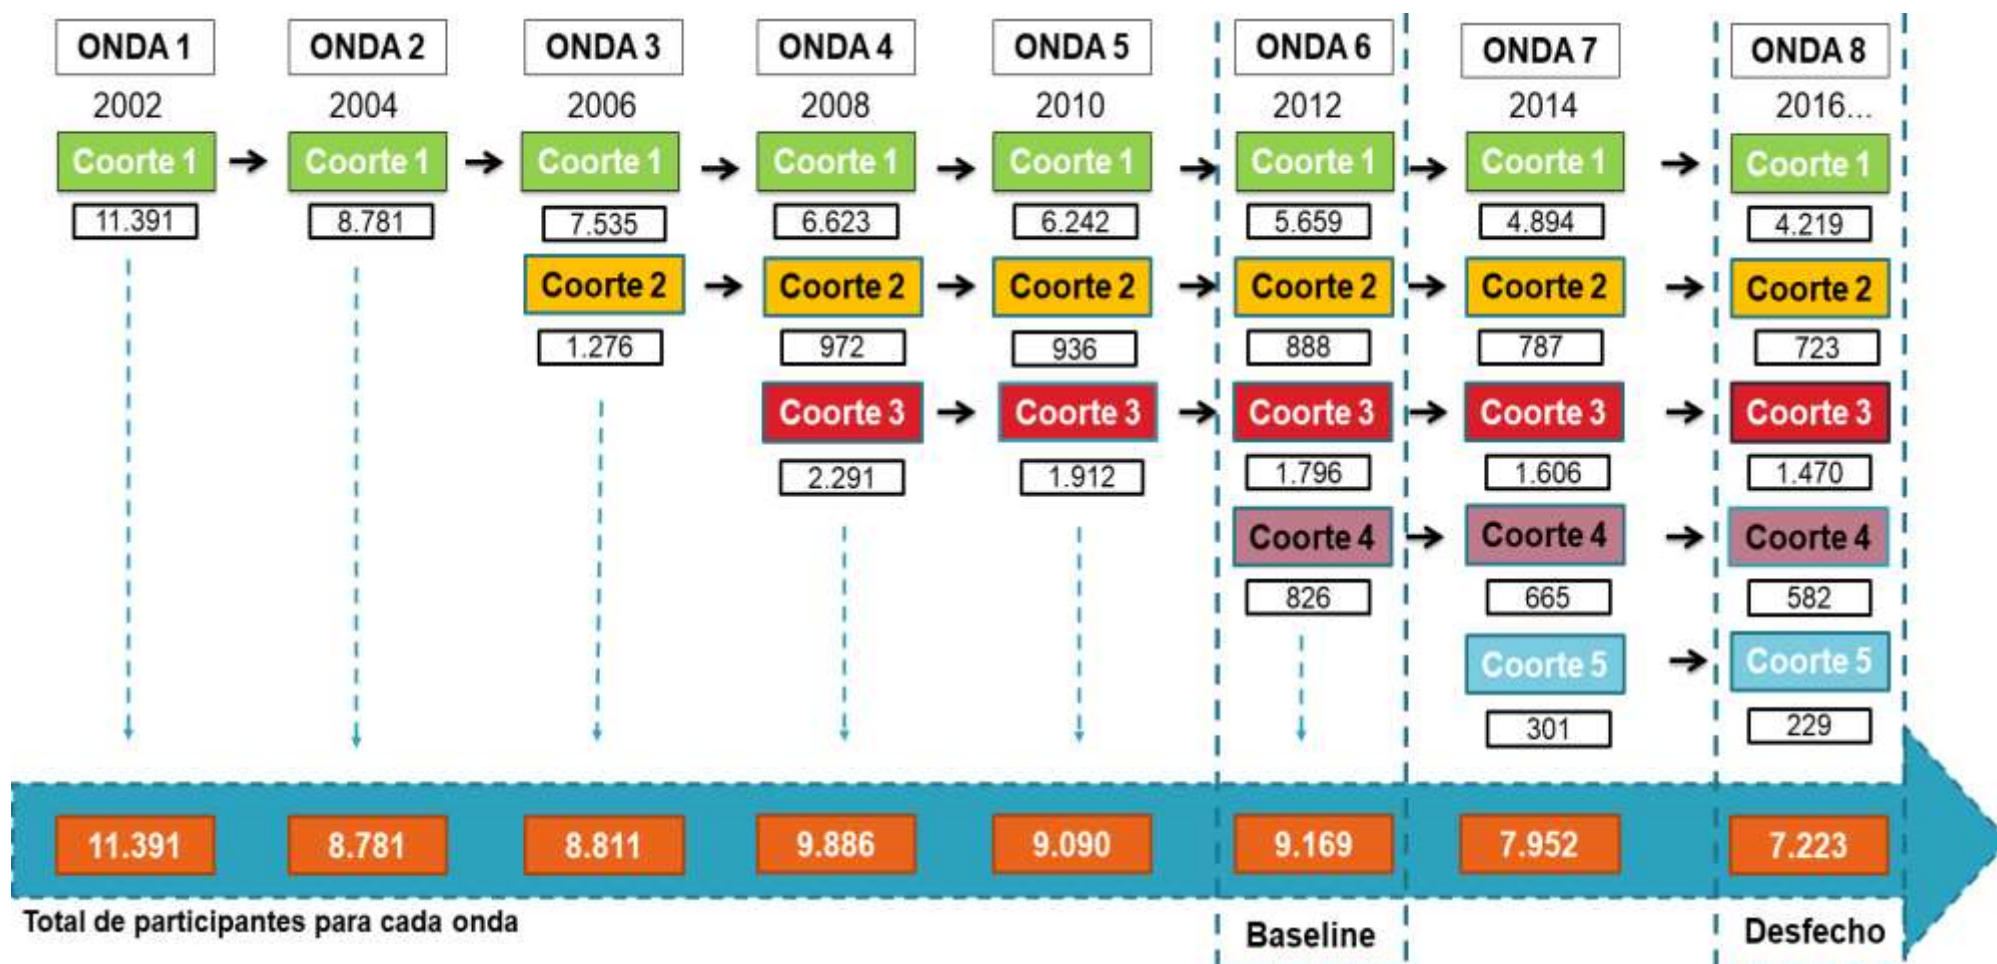 ONDA 1 ONDA 2 ONDA 3 ONDA 4 ONDA 5 ONDA 6 ONDA 7 ONDA 8
2002 2004 2006 2008 2010 2012 2014 2016...
Coorte 1 Coorte 1 Coorte 1 Coorte 1 Coorte 1 Coorte 1 Coorte 1 Coorte 1
11.391 8.781 7.535 6.623 6.242 5.659 4.894 4.219
Coorte 2 Coorte 2 Coorte 2 Coorte 2 Coorte 2 Coorte 2
1.276 972 936 888 787 723
Coorte 3 Coorte 3 Coorte 3 Coorte 3 Coorte 3
2.291 1.912 1.796 1.606 1.470
Coorte 4 Coorte 4 Coorte 4
826 665 582
Coorte 5 Coorte 5
301 229
11.391 8.781 8.811 9.886 9.090 9.169 7.952 7.223
Total de participantes para cada onda
Baseline Desfecho